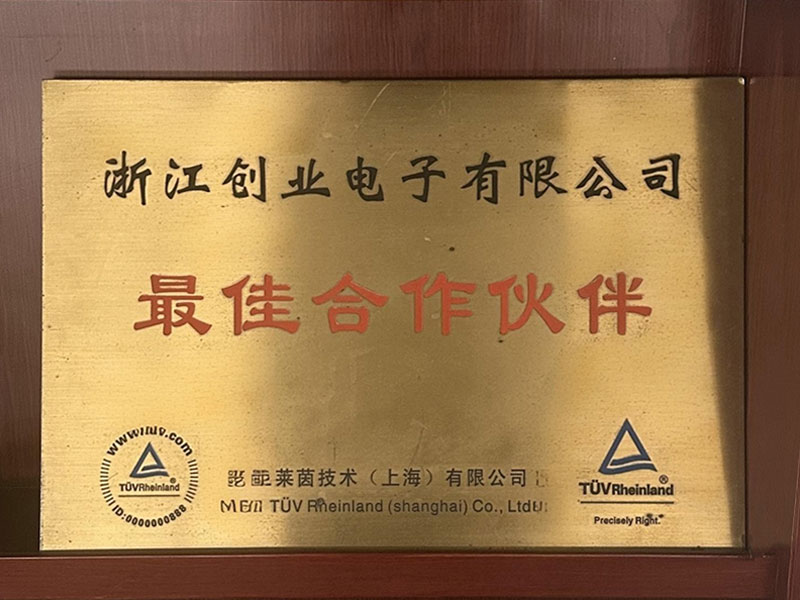 浙江创业电子有限公司
最佳合作伙伴
www.tuv.com
TÜVRheinland®
ID:0000000888
莱茵技术（上海）有限公司
TÜV Rheinland (shanghai) Co., Ltd
TÜVRheinland®
Precisely Right.